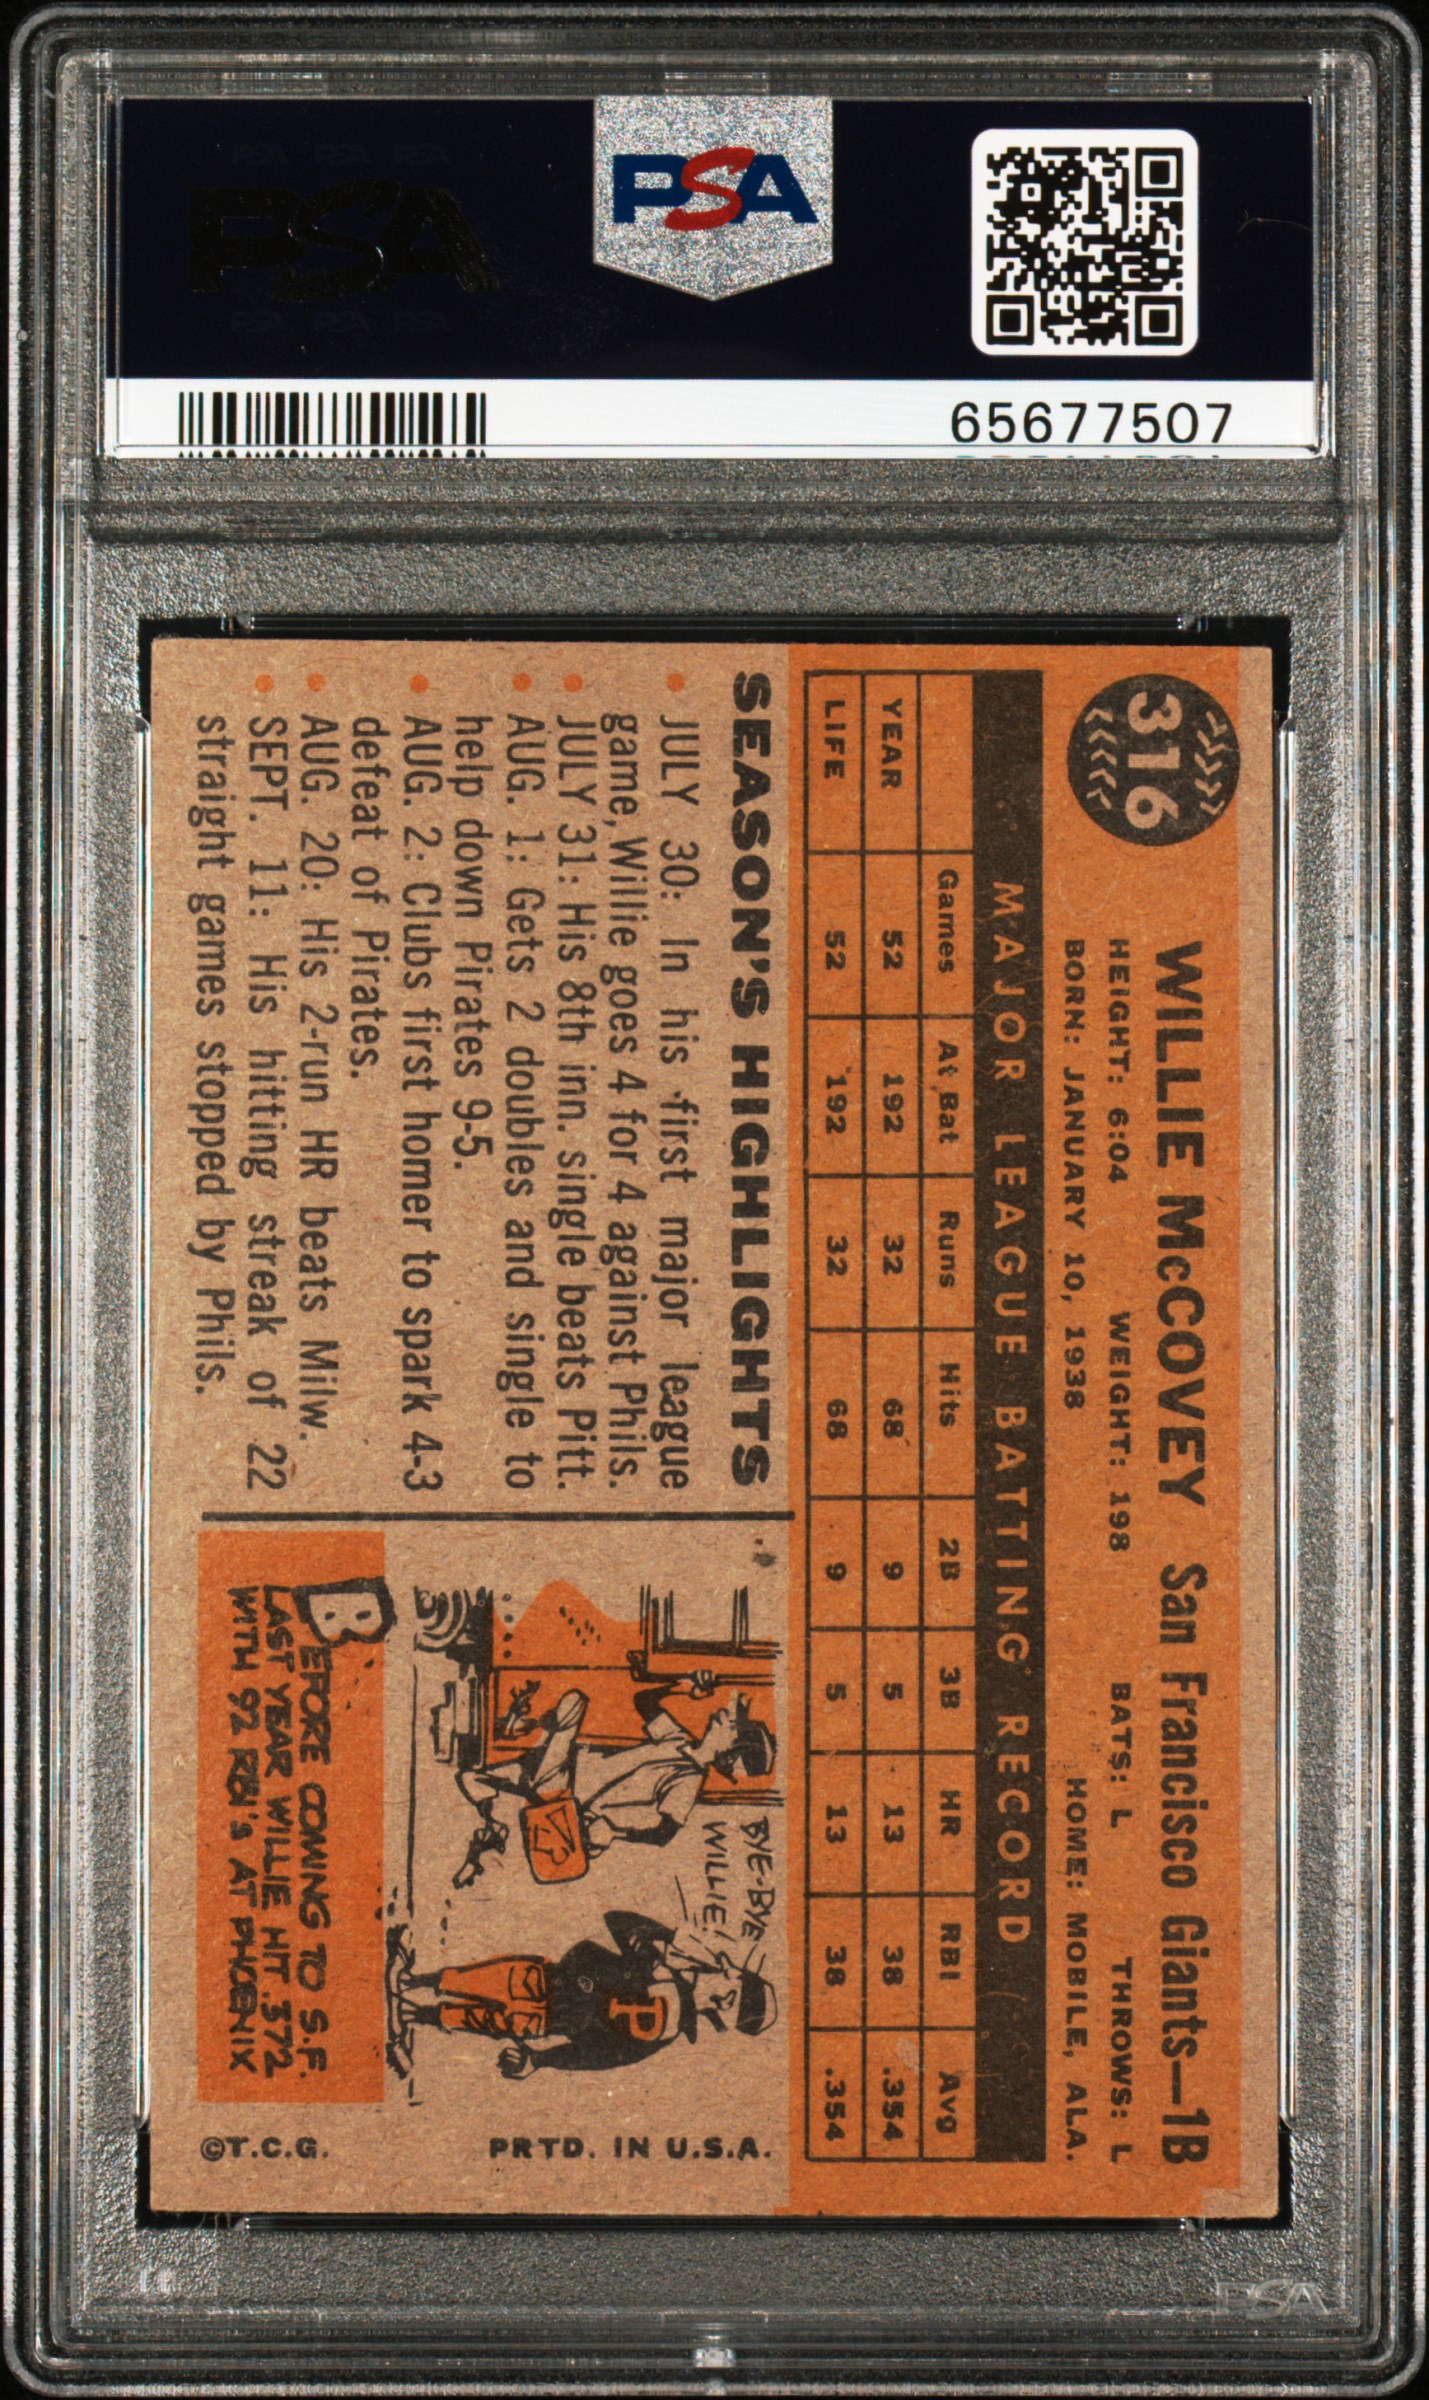 PSA
PSA
65677507
316
WILLIE McCOVEY San Francisco Giants—1B
HEIGHT: 6:04 WEIGHT: 198 BATS: L THROWS: L
BORN: JANUARY 10, 1938 HOME: MOBILE, ALA.
MAJOR LEAGUE BATTING RECORD
Games At Bat Runs Hits 2B 3B HR RBI Avg
YEAR 52 192 32 68 9 5 13 38 .354
LIFE 52 192 32 68 9 5 13 38 .354
SEASON'S HIGHLIGHTS
JULY 30: In his first major league
game, Willie goes 4 for 4 against Phils.
JULY 31: His 8th inn. single beats Pitt.
AUG. 1: Gets 2 doubles and single to
help down Pirates 9-5.
AUG. 2: Clubs first homer to spark 4-3
defeat of Pirates.
AUG. 20: His 2-run HR beats Milw.
SEPT. 11: His hitting streak of 22
straight games stopped by Phils.
BYE-BYE
WILLIE!
P
BEFORE COMING TO S.F.
LAST YEAR WILLIE HIT .372
WITH 92 RBI's AT PHOENIX
PRTD. IN U.S.A.
©T.C.G.
PSA